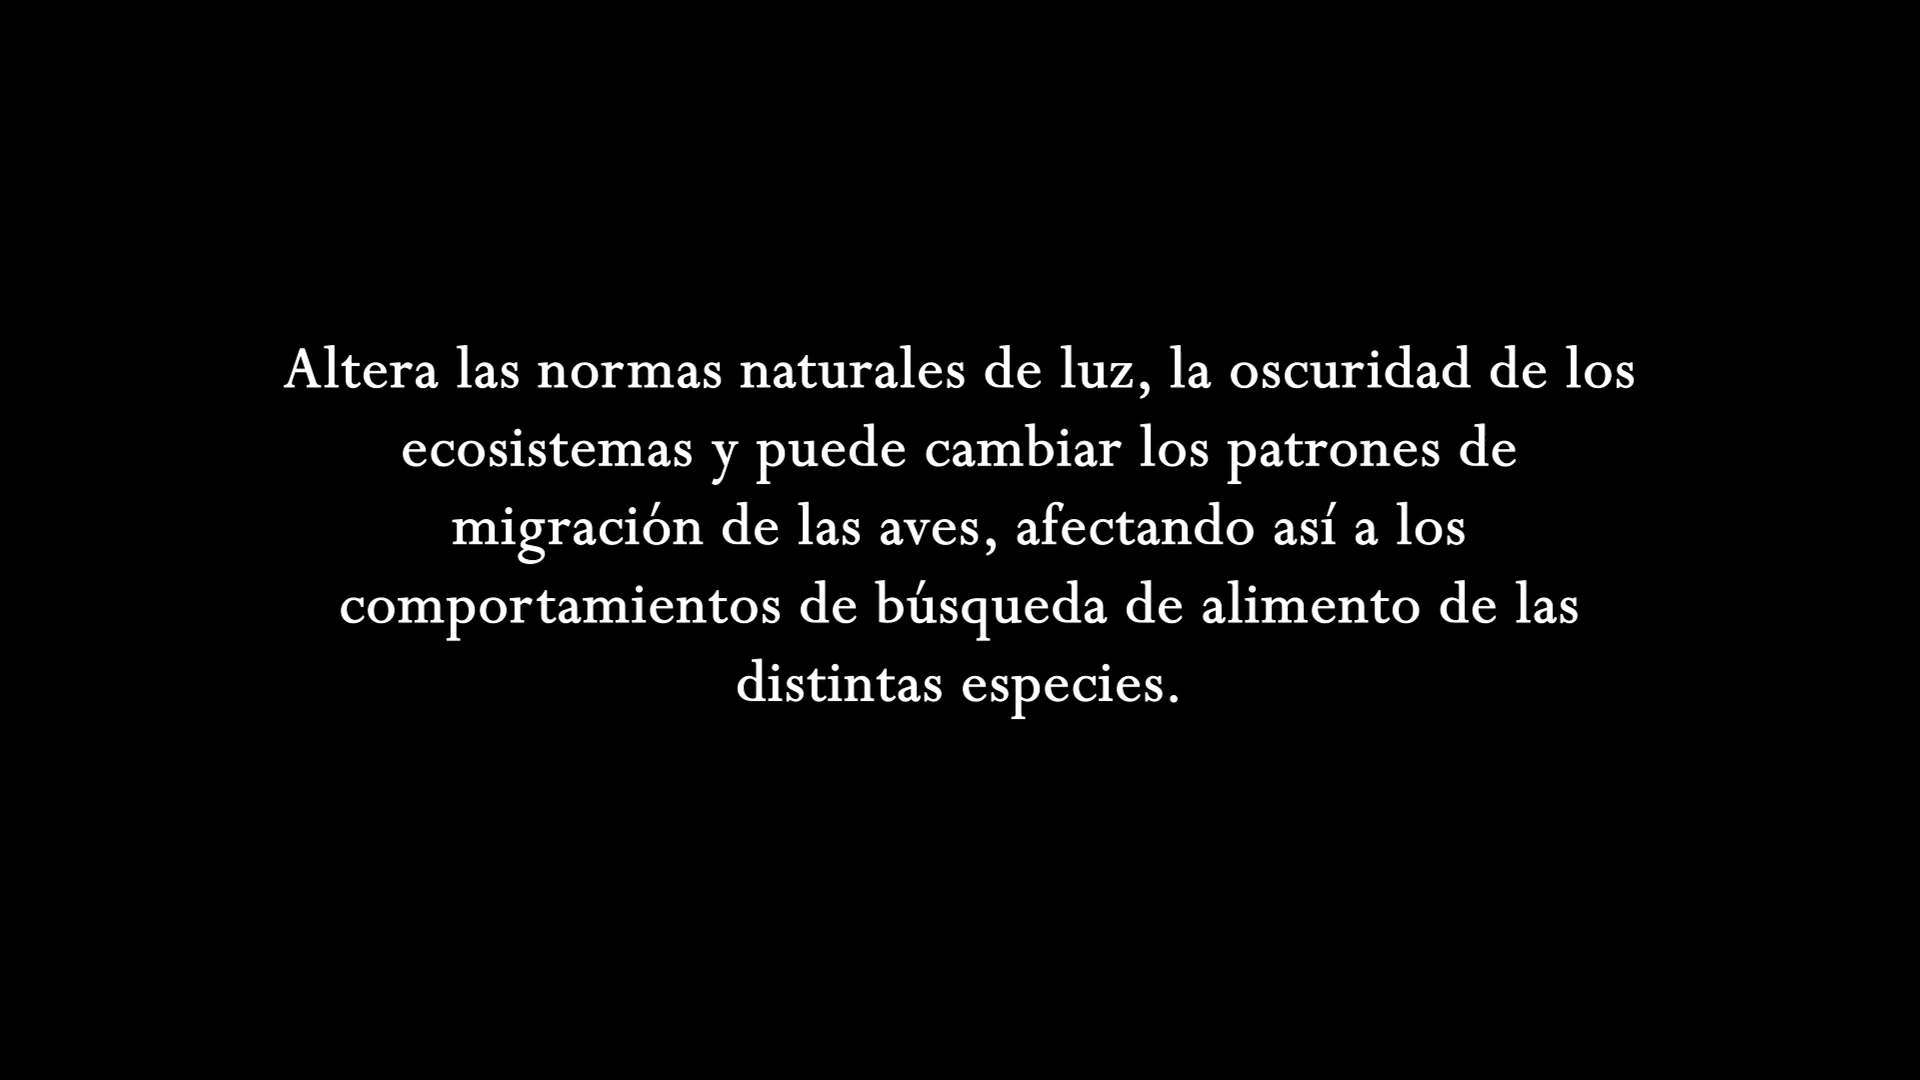 Altera las normas naturales de luz, la oscuridad de los
ecosistemas y puede cambiar los patrones de
migración de las aves, afectando así a los
comportamientos de búsqueda de alimento de las
distintas especies.